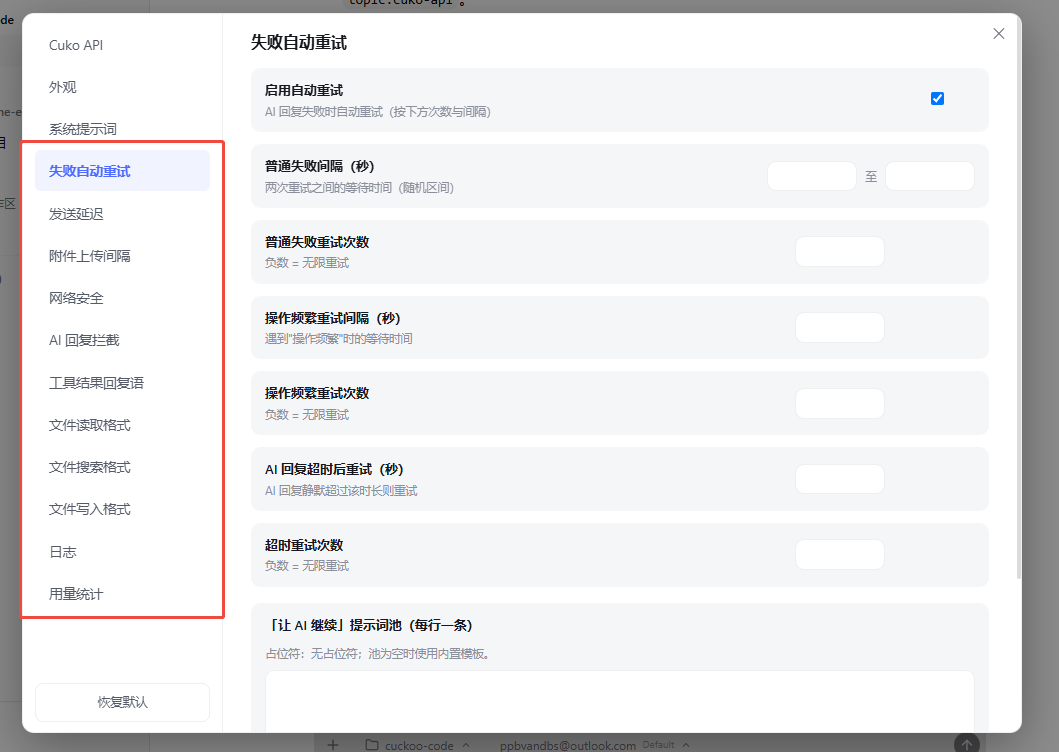 topic.cuko-api 。
de
Cuko API
外观
系统提示词
失败自动重试
发送延迟
附件上传间隔
网络安全
AI 回复拦截
工具结果回复语
文件读取格式
文件搜索格式
文件写入格式
日志
用量统计
恢复默认
失败自动重试
启用自动重试
AI 回复失败时自动重试（按下方次数与间隔）
普通失败间隔（秒）
两次重试之间的等待时间（随机区间）
至
普通失败重试次数
负数 = 无限重试
操作频繁重试间隔（秒）
遇到"操作频繁"时的等待时间
操作频繁重试次数
负数 = 无限重试
AI 回复超时后重试（秒）
AI 回复静默超过该时长则重试
超时重试次数
负数 = 无限重试
「让 AI 继续」提示词池（每行一条）
占位符：无占位符；池为空时使用内置模板。
cuckoo-code
ppbvandbs@outlook.com Default